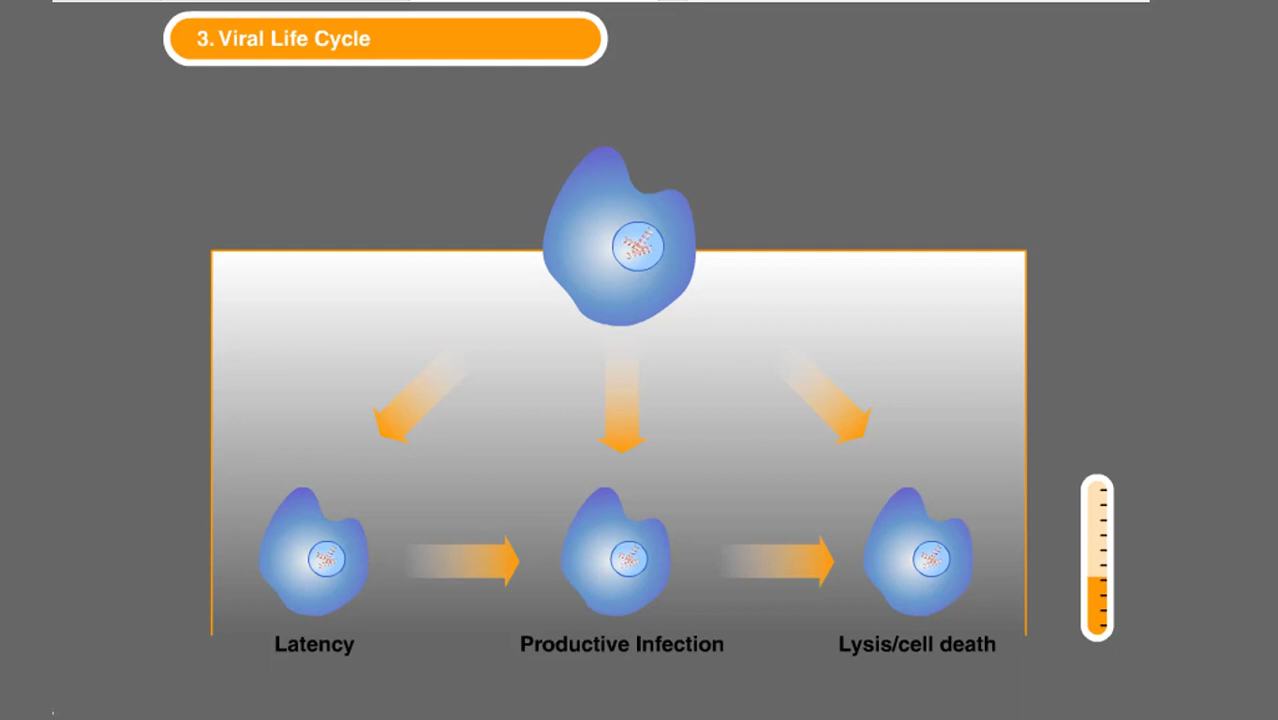 3. Viral Life Cycle
Latency
Productive Infection
Lysis/cell death